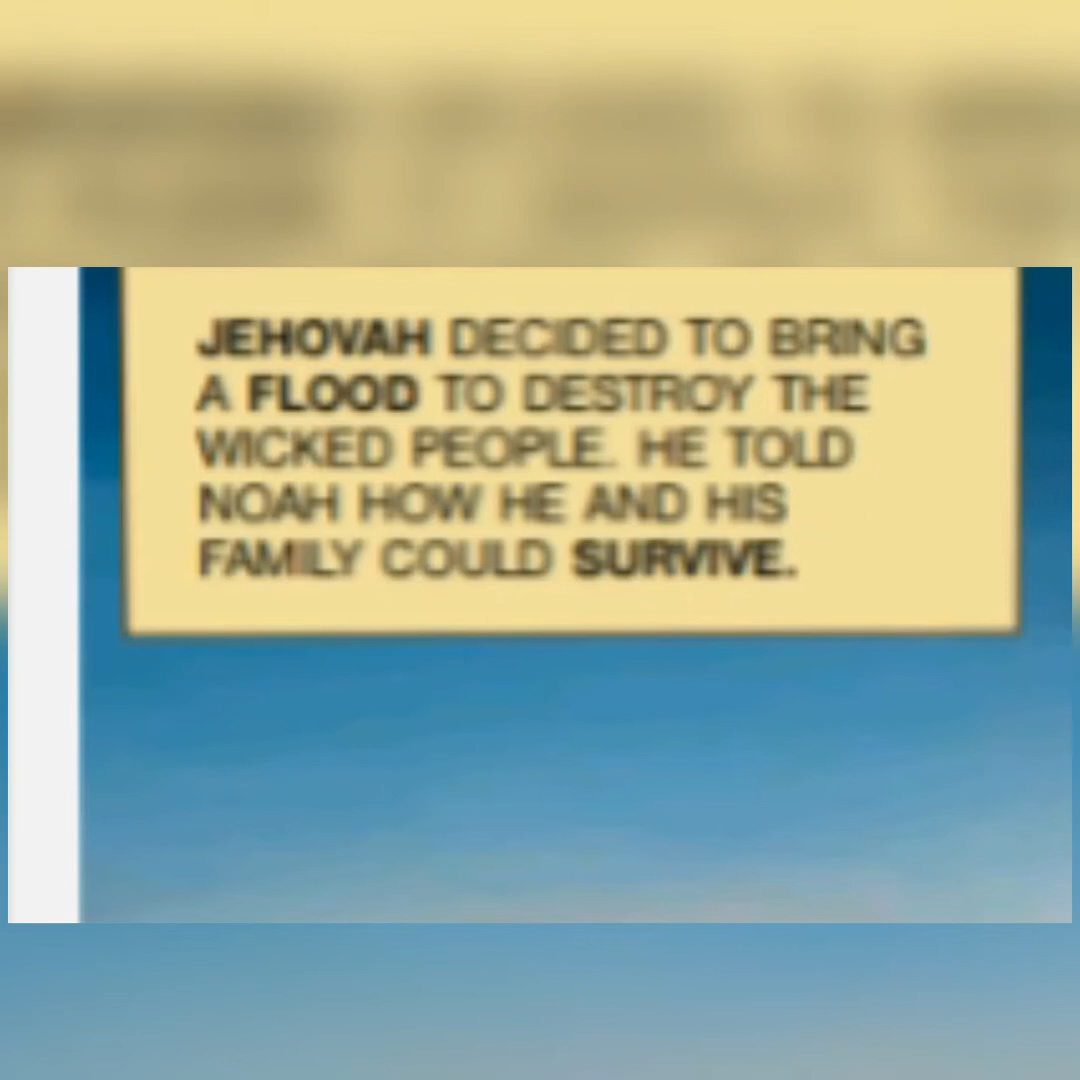 JEHOVAH DECIDED TO BRING
A FLOOD TO DESTROY THE
WICKED PEOPLE. HE TOLD
NOAH HOW HE AND HIS
FAMILY COULD SURVIVE.